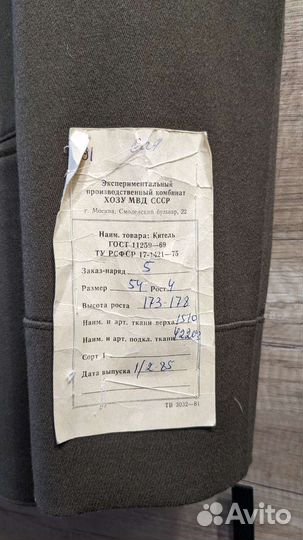 81
Экспериментальный
производственный комбинат
ХОЗУ МВД СССР
г. Москва, Смоленский бульвар, 22
Наим. товара: Китель
ГОСТ 11259—69
ТУ РСФСР 17-1421—75
Заказ-наряд 5
Размер 54 Рост 4
Высота роста 173-178
Наим. и арт. ткани верха 1510
Наим. и арт. подкл. ткани 42203
Сорт 1
Дата выпуска 1/2-85
ТВ 3032—81
Avito